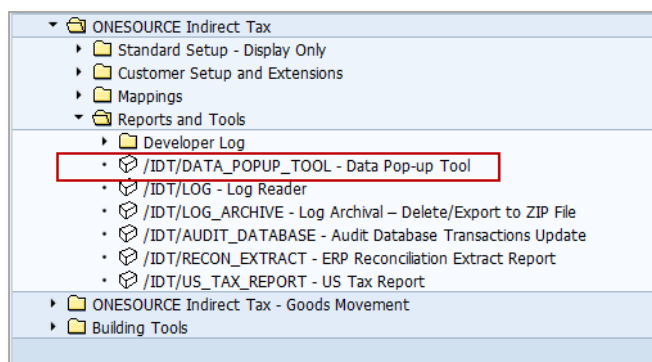 ONESOURCE Indirect Tax
Standard Setup - Display Only
Customer Setup and Extensions
Mappings
Reports and Tools
Developer Log
/IDT/DATA_POPUP_TOOL - Data Pop-up Tool
/IDT/LOG - Log Reader
/IDT/LOG_ARCHIVE - Log Archival – Delete/Export to ZIP File
/IDT/AUDIT_DATABASE - Audit Database Transactions Update
/IDT/RECON_EXTRACT - ERP Reconciliation Extract Report
/IDT/US_TAX_REPORT - US Tax Report
ONESOURCE Indirect Tax - Goods Movement
Building Tools